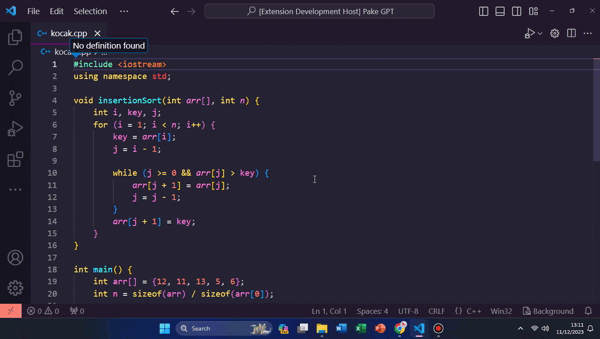 File Edit Selection ··· [Extension Development Host] Pake GPT
kocak.cpp
No definition found
#include <iostream>
1 #include <iostream>
2 using namespace std;
3
4 void insertionSort(int arr[], int n) {
5 int i, key, j;
6 for (i = 1; i < n; i++) {
7 key = arr[i];
8 j = i - 1;
9
10 while (j >= 0 && arr[j] > key) {
11 arr[j + 1] = arr[j];
12 j = j - 1;
13 }
14 arr[j + 1] = key;
15 }
16 }
17
18 int main() {
19 int arr[] = {12, 11, 13, 5, 6};
20 int n = sizeof(arr) / sizeof(arr[0]);
0 0 0 Ln 1, Col 1 Spaces: 4 UTF-8 CRLF {} C++ Win32 Background
Search 13:11
11/12/2023